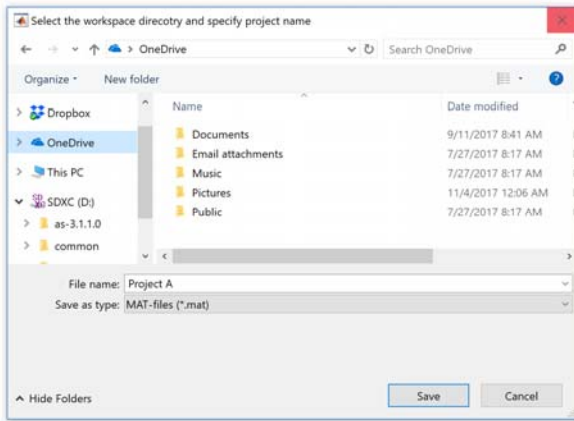 Select the workspace direcotry and specify project name
OneDrive
Search OneDrive
Organize
New folder
Name
Date modified
Dropbox
OneDrive
This PC
SDXC (D:)
as-3.1.1.0
common
Documents 9/11/2017 8:41 AM
Email attachments 7/27/2017 8:17 AM
Music 7/27/2017 8:17 AM
Pictures 11/4/2017 12:06 AM
Public 7/27/2017 8:17 AM
File name: Project A
Save as type: MAT-files (*.mat)
Hide Folders
Save
Cancel